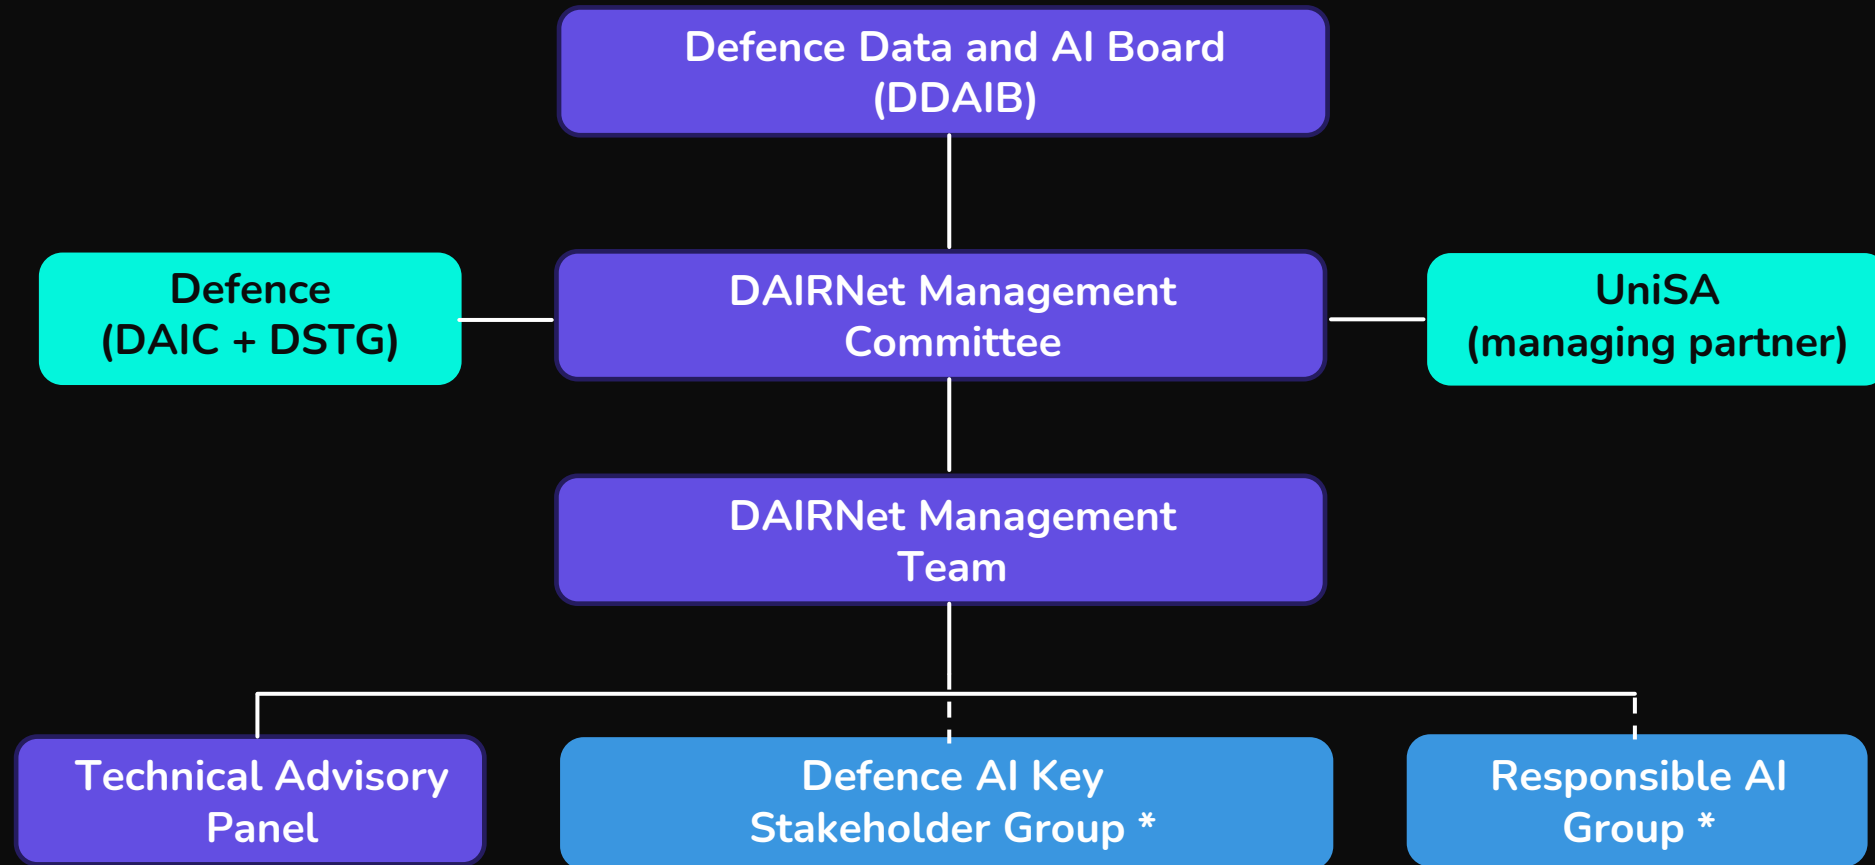 Defence Data and AI Board
(DDAIB)
Defence
(DAIC + DSTG)
DAIRNet Management
Committee
UniSA
(managing partner)
DAIRNet Management
Team
Technical Advisory
Panel
Defence AI Key
Stakeholder Group *
Responsible AI
Group *